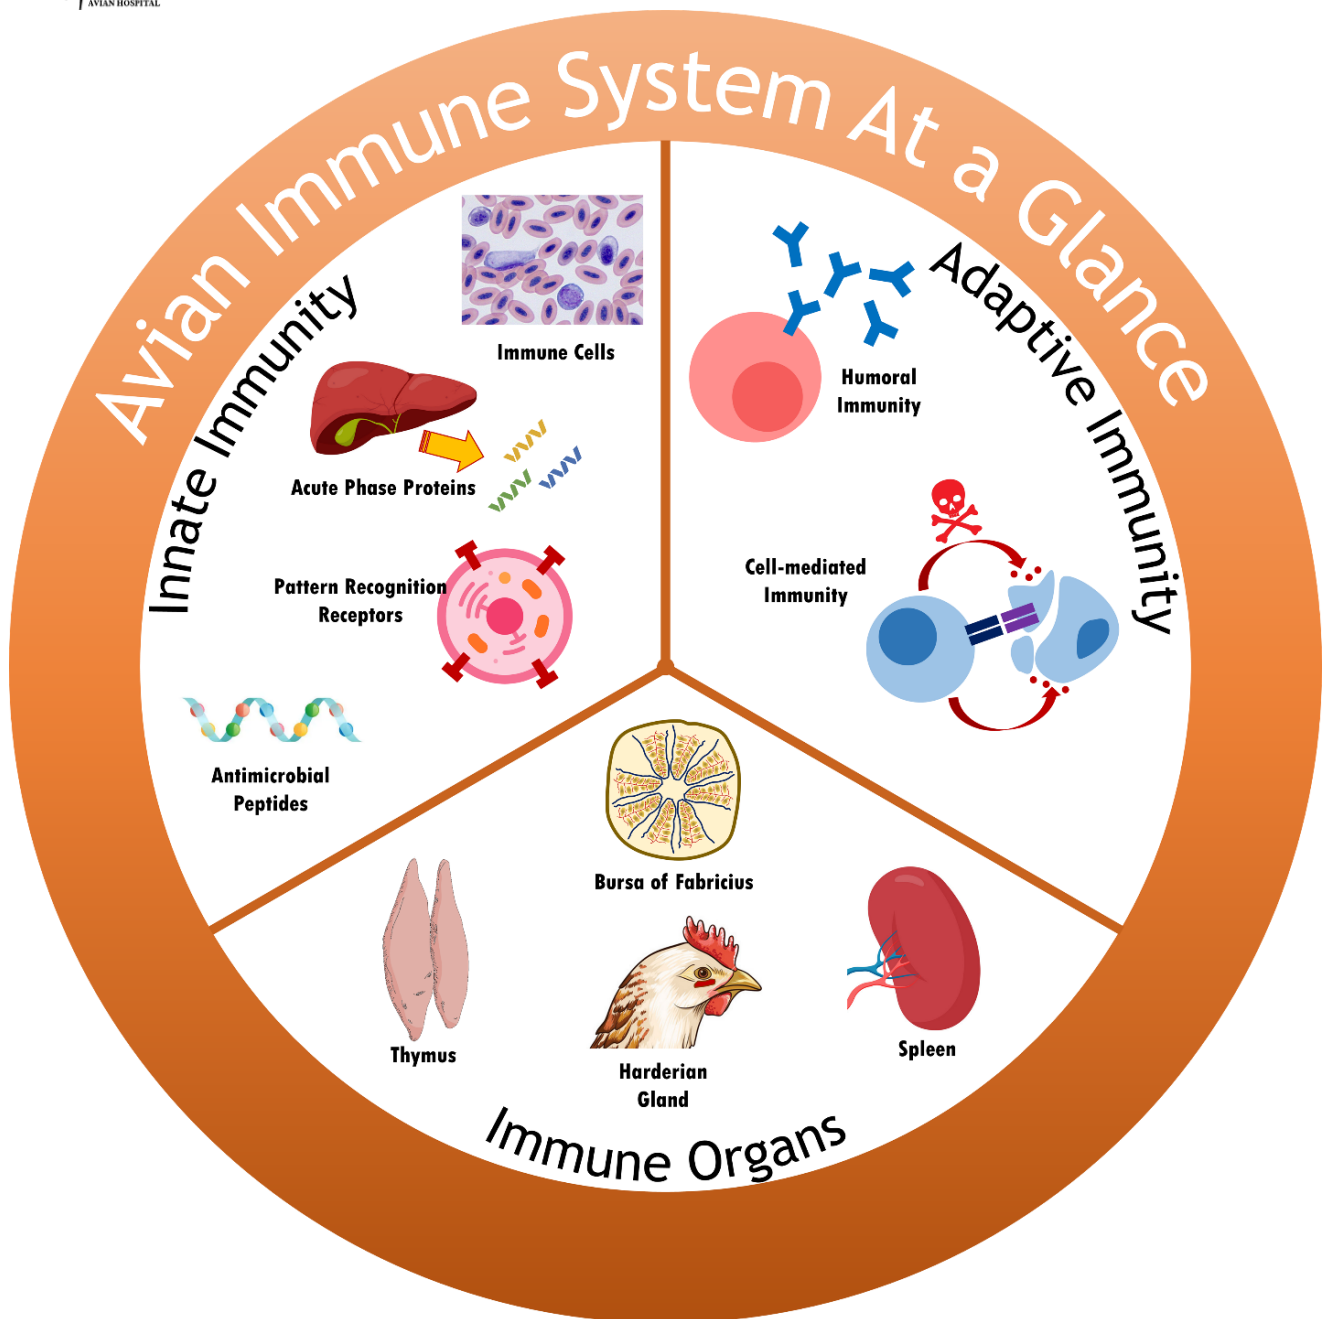 AVIAN HOSPITAL
Avian Immune System At a Glance
Innate Immunity
Immune Cells
Acute Phase Proteins
Pattern Recognition
Receptors
Antimicrobial
Peptides
Adaptive Immunity
Humoral
Immunity
Cell-mediated
Immunity
Bursa of Fabricius
Thymus
Harderian
Gland
Spleen
Immune Organs